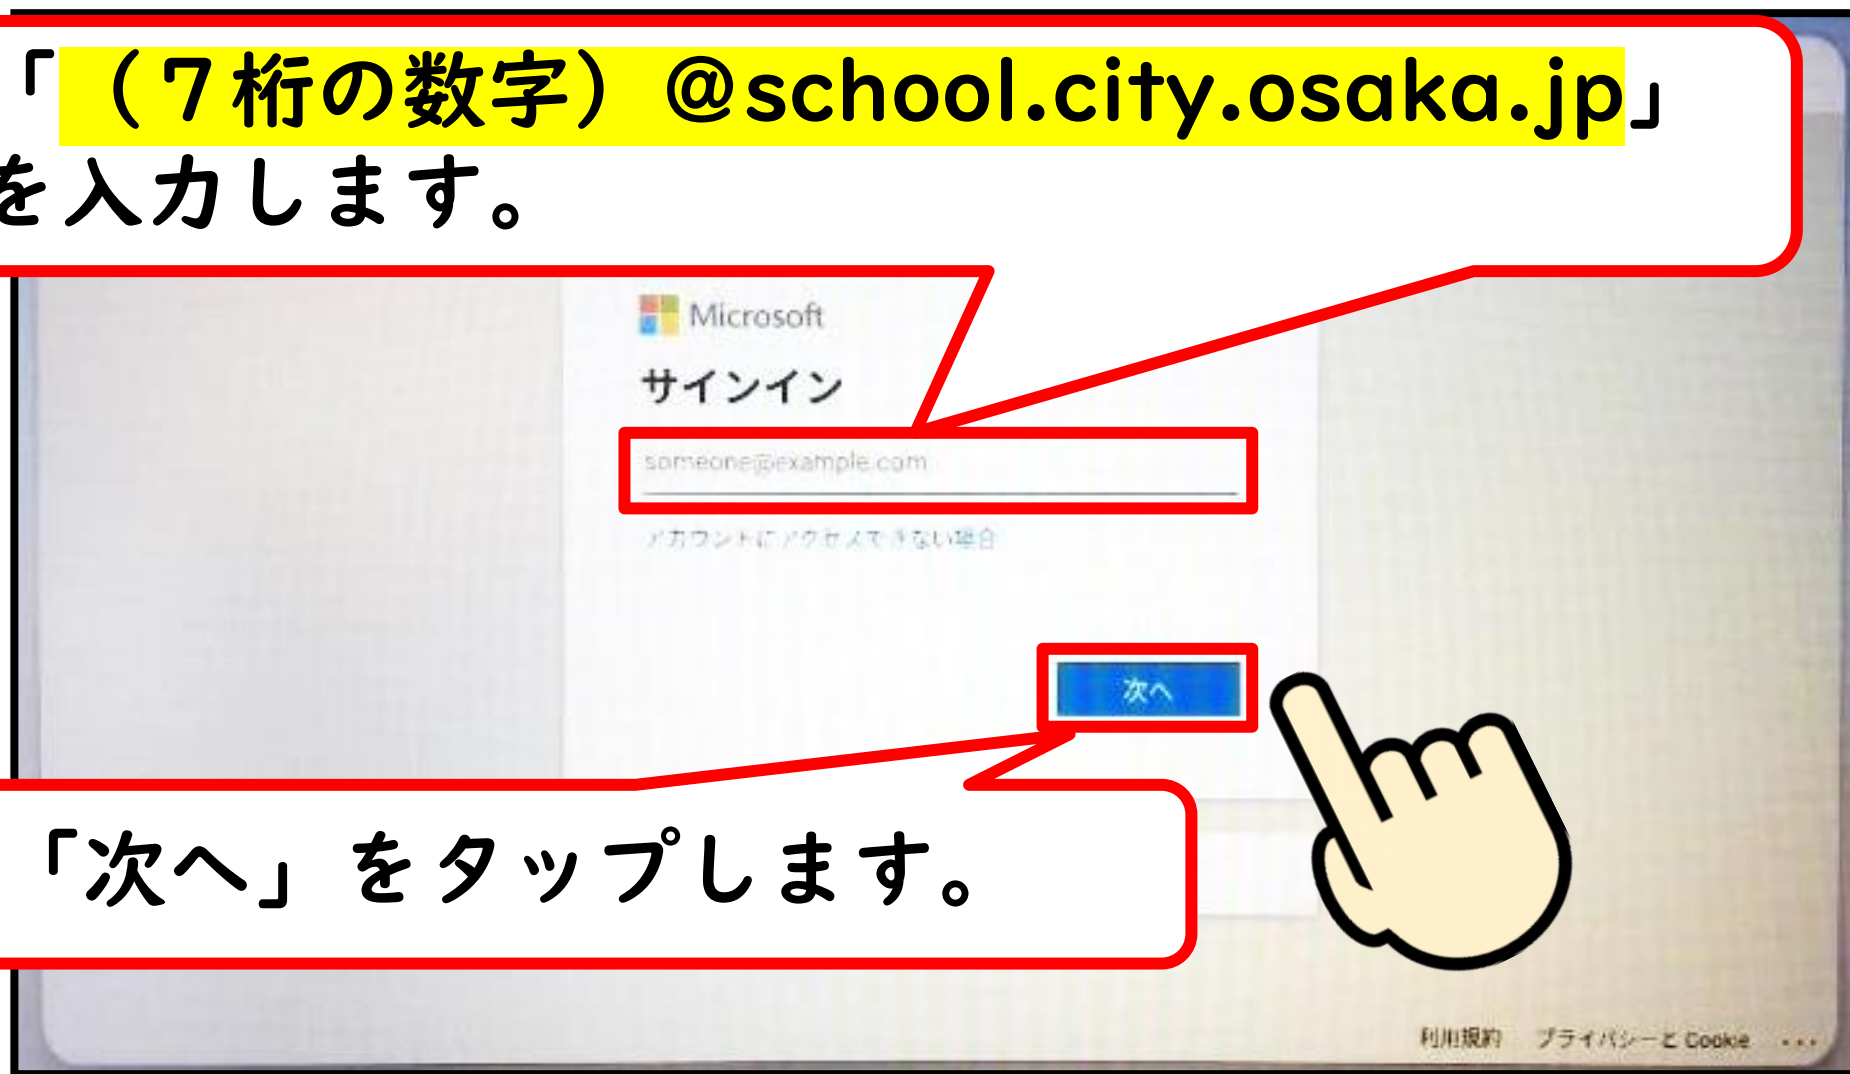 「（７桁の数字）@school.city.osaka.jp」
を入力します。
Microsoft
サインイン
someone@example.com
アカウントにアクセスできない場合
次へ
「次へ」をタップします。
利用規約 プライバシーと Cookie ...